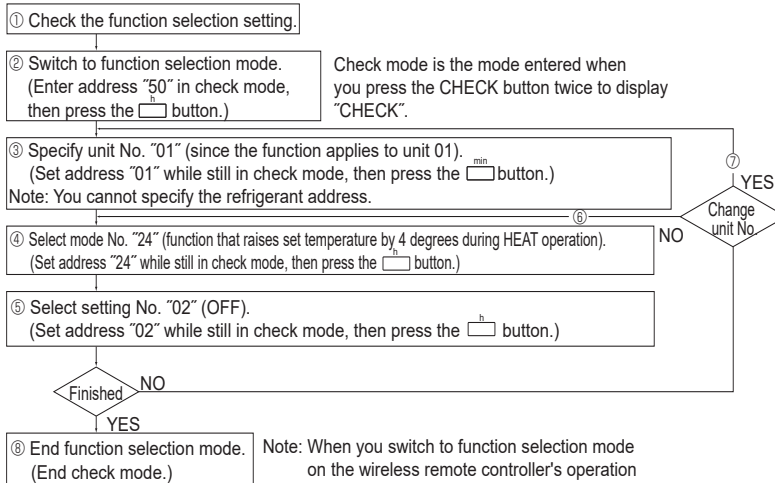 ① Check the function selection setting.
② Switch to function selection mode.
(Enter address ˝50˝ in check mode,
then press the h button.)
Check mode is the mode entered when
you press the CHECK button twice to display
˝CHECK˝.
③ Specify unit No. ˝01˝ (since the function applies to unit 01).
(Set address ˝01˝ while still in check mode, then press the min button.)
Note: You cannot specify the refrigerant address.
⑦
YES
Change
unit No.
⑥
NO
④ Select mode No. ˝24˝ (function that raises set temperature by 4 degrees during HEAT operation).
(Set address ˝24˝ while still in check mode, then press the h button.)
⑤ Select setting No. ˝02˝ (OFF).
(Set address ˝02˝ while still in check mode, then press the h button.)
Finished
NO
YES
⑧ End function selection mode.
(End check mode.)
Note: When you switch to function selection mode
on the wireless remote controller's operation